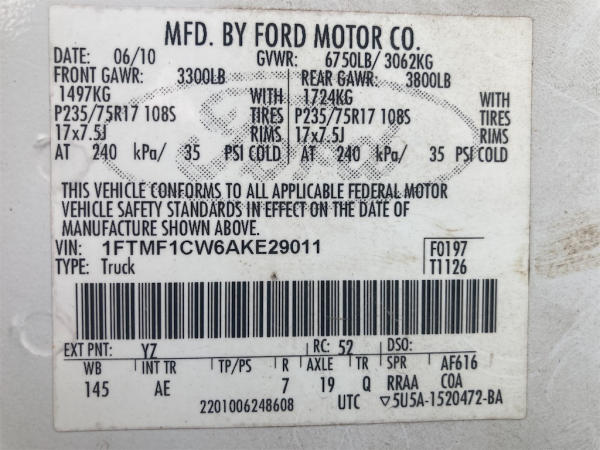 MFD. BY FORD MOTOR CO.
DATE: 06/10 GVWR: 6750LB/ 3062KG
FRONT GAWR: 3300LB REAR GAWR: 3800LB
1497KG WITH 1724KG WITH
P235/75R17 108S TIRES P235/75R17 108S TIRES
17x7.5J RIMS 17x7.5J RIMS
AT 240 kPa/ 35 PSI COLD AT 240 kPa/ 35 PSI COLD
Ford
THIS VEHICLE CONFORMS TO ALL APPLICABLE FEDERAL MOTOR
VEHICLE SAFETY STANDARDS IN EFFECT ON THE DATE OF
MANUFACTURE SHOWN ABOVE.
VIN: 1FTMF1CW6AKE29011 F0197
TYPE: Truck T1126
EXT PNT: YZ RC: 52 DSO:
WB INT TR TP/PS R AXLE TR SPR AF616
145 AE 7 19 Q RRAA COA
2201006248608 UTC ▽5U5A-1520472-BA